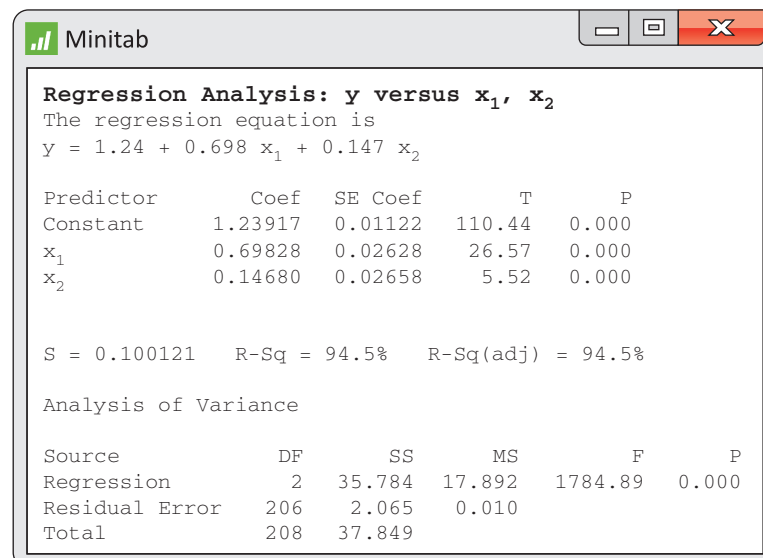 Minitab
Regression Analysis: y versus x₁, x₂
The regression equation is
y = 1.24 + 0.698 x₁ + 0.147 x₂
Predictor Coef SE Coef T P
Constant 1.23917 0.01122 110.44 0.000
x₁ 0.69828 0.02628 26.57 0.000
x₂ 0.14680 0.02658 5.52 0.000
S = 0.100121 R-Sq = 94.5% R-Sq(adj) = 94.5%
Analysis of Variance
Source DF SS MS F P
Regression 2 35.784 17.892 1784.89 0.000
Residual Error 206 2.065 0.010
Total 208 37.849